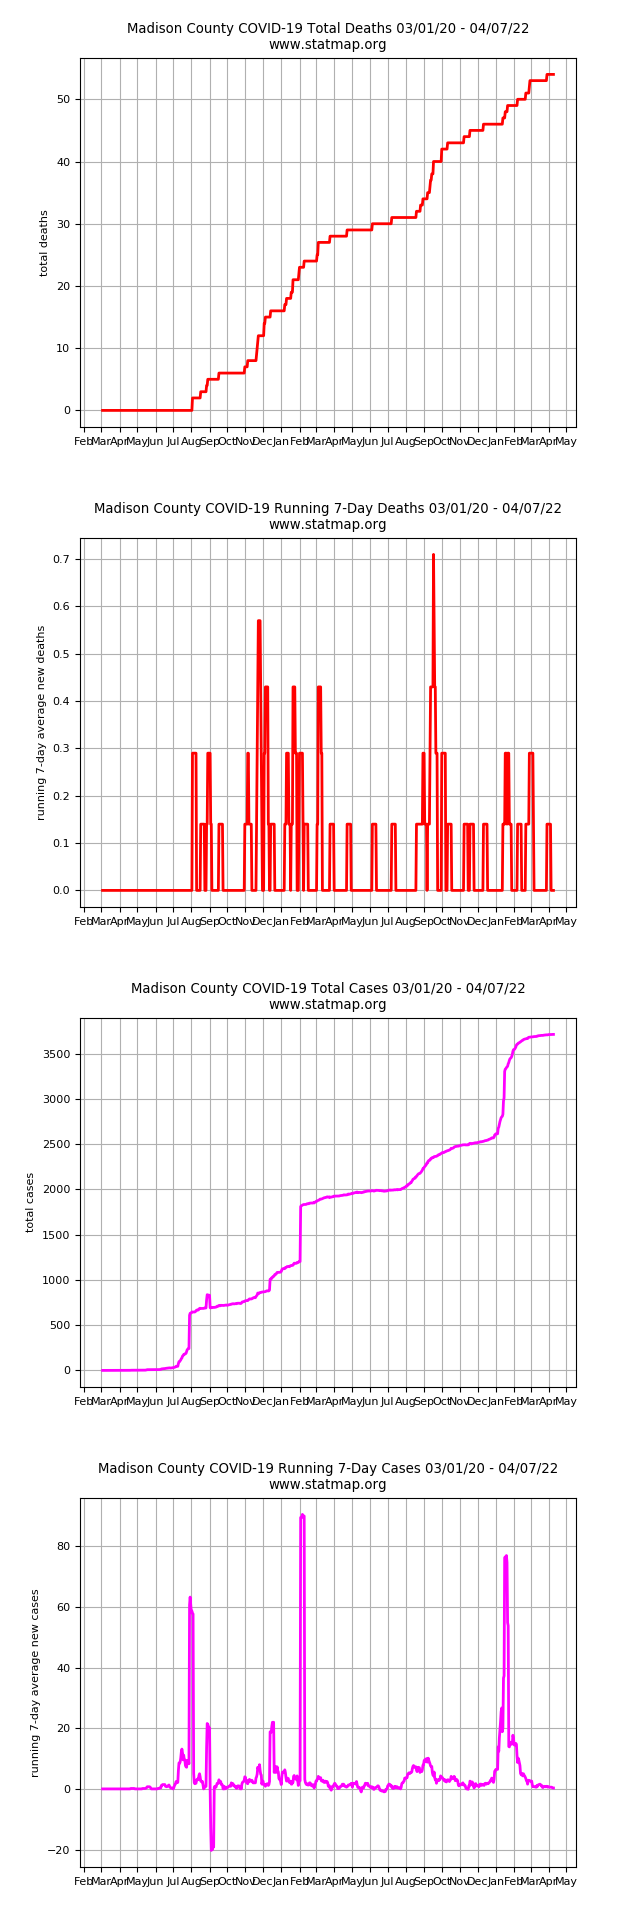 Madison County COVID-19 Total Deaths 03/01/20 - 04/07/22
www.statmap.org
50
40
30
20
10
0
total deaths
Feb Mar Apr May Jun Jul Aug Sep Oct Nov Dec Jan Feb Mar Apr May Jun Jul Aug Sep Oct Nov Dec Jan Feb Mar Apr May
Madison County COVID-19 Running 7-Day Deaths 03/01/20 - 04/07/22
www.statmap.org
0.7
0.6
0.5
0.4
0.3
0.2
0.1
0.0
running 7-day average new deaths
Feb Mar Apr May Jun Jul Aug Sep Oct Nov Dec Jan Feb Mar Apr May Jun Jul Aug Sep Oct Nov Dec Jan Feb Mar Apr May
Madison County COVID-19 Total Cases 03/01/20 - 04/07/22
www.statmap.org
3500
3000
2500
2000
1500
1000
500
0
total cases
Feb Mar Apr May Jun Jul Aug Sep Oct Nov Dec Jan Feb Mar Apr May Jun Jul Aug Sep Oct Nov Dec Jan Feb Mar Apr May
Madison County COVID-19 Running 7-Day Cases 03/01/20 - 04/07/22
www.statmap.org
80
60
40
20
0
−20
running 7-day average new cases
Feb Mar Apr May Jun Jul Aug Sep Oct Nov Dec Jan Feb Mar Apr May Jun Jul Aug Sep Oct Nov Dec Jan Feb Mar Apr May